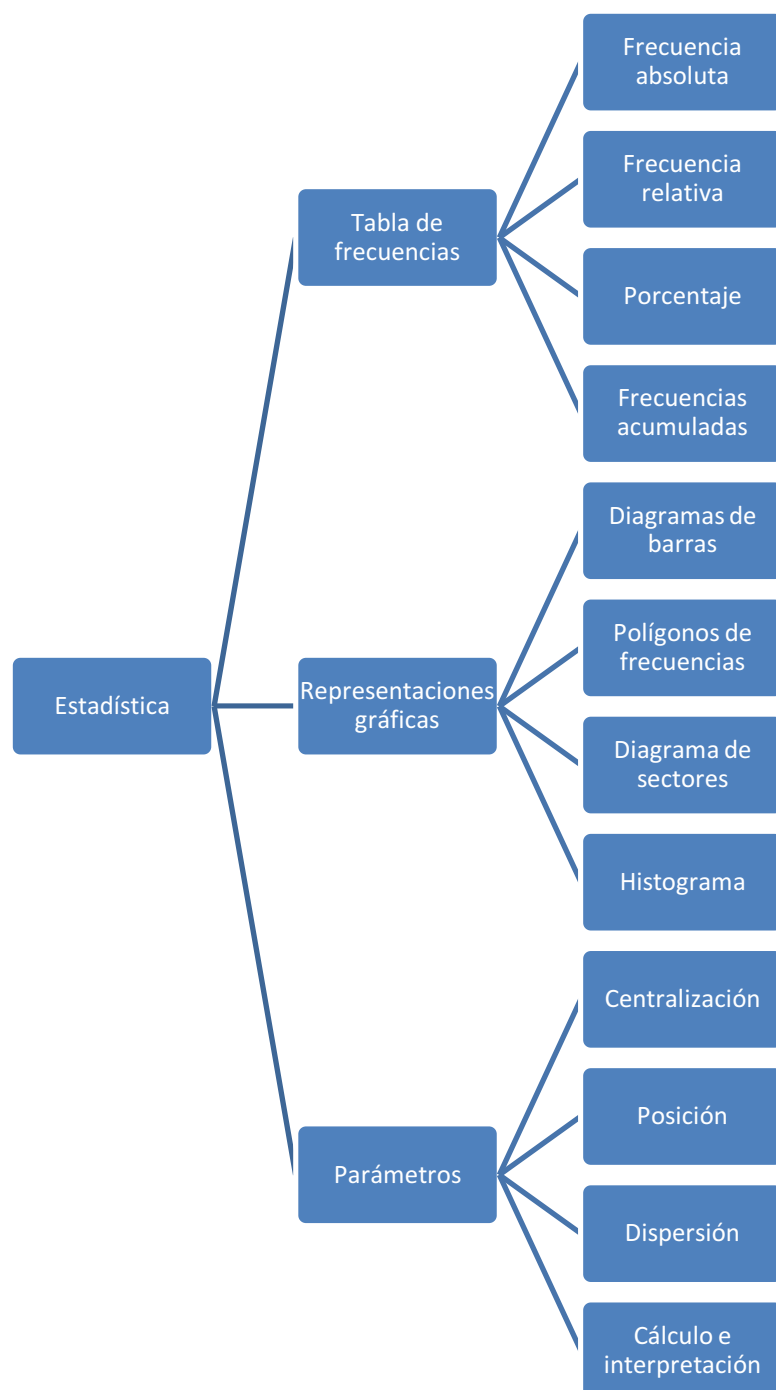 Estadística
Tabla de
frecuencias
Frecuencia
absoluta
Frecuencia
relativa
Porcentaje
Frecuencias
acumuladas
Representaciones
gráficas
Diagramas de
barras
Polígonos de
frecuencias
Diagrama de
sectores
Histograma
Parámetros
Centralización
Posición
Dispersión
Cálculo e
interpretación